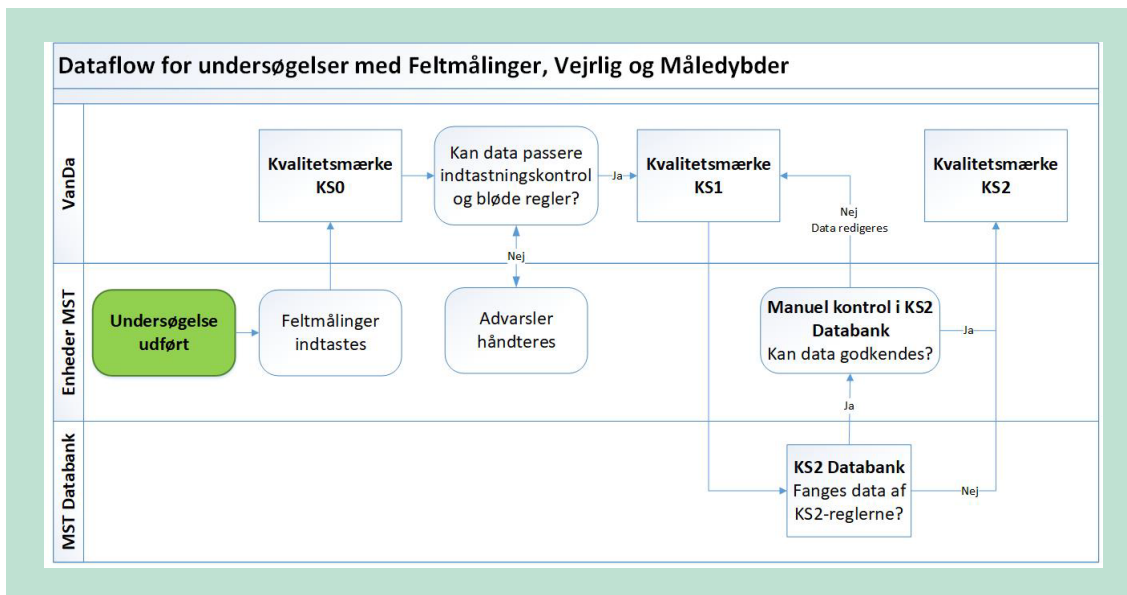 Dataflow for undersøgelser med Feltmålinger, Vejrlig og Måledybder
VanDa
Kvalitetsmærke
KS0
Kan data passere
indtastningskontrol
og bløde regler?
Ja
Kvalitetsmærke
KS1
Kvalitetsmærke
KS2
Nej
Data redigeres
Nej
Enheder MST
Undersøgelse
udført
Feltmålinger
indtastes
Advarsler
håndteres
Manuel kontrol i KS2
Databank
Kan data godkendes?
Ja
Ja
MST Databank
KS2 Databank
Fanges data af
KS2-reglerne?
Nej